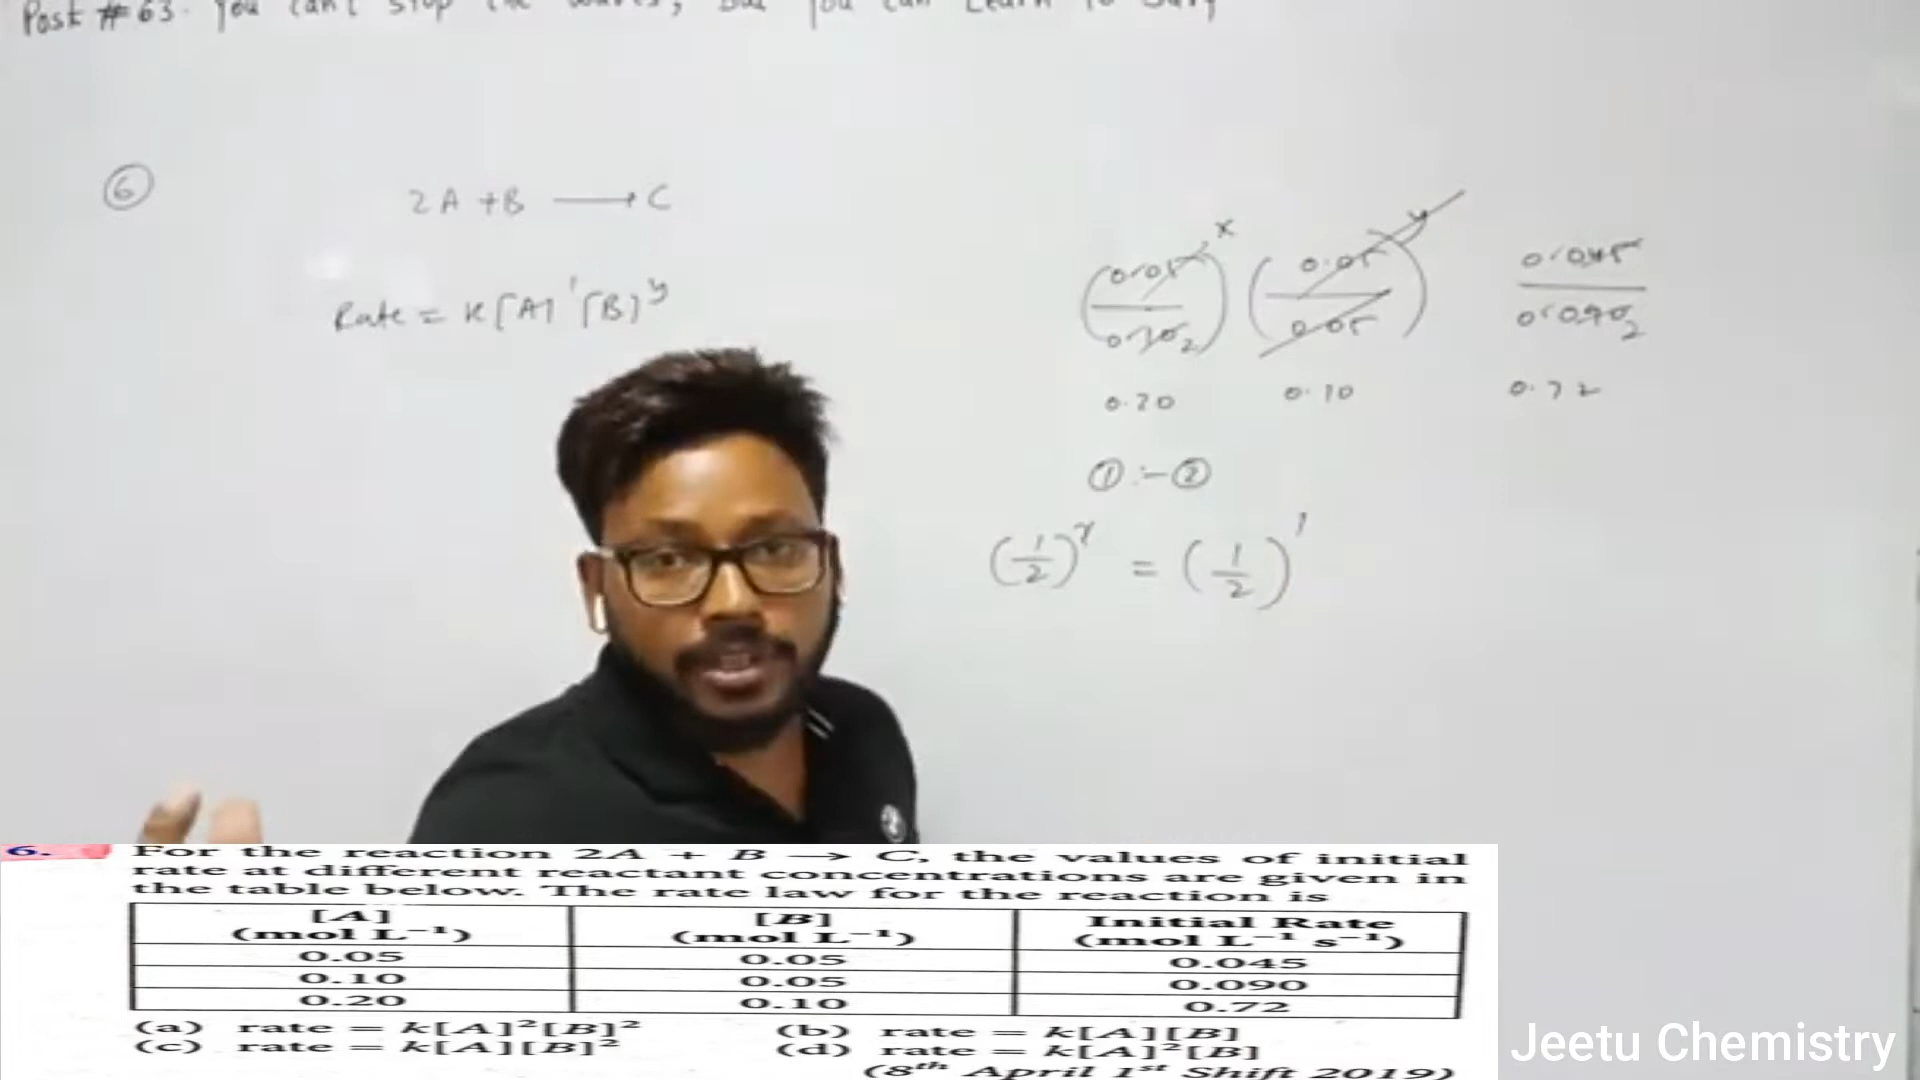 Post # 63. You can't stop the waves, but you can learn to surf
6
2A + B ⟶ C
Rate = k[A]' [B]^y
(0.05/0.10 2)^x (0.05/0.05)^y 0.045/0.090 2
0.20 0.10 0.72
① :- ②
(1/2)^x = (1/2)^1
6. For the reaction 2A + B → C, the values of initial
rate at different reactant concentrations are given in
the table below. The rate law for the reaction is
[A] [B] Initial Rate
(mol L⁻¹) (mol L⁻¹) (mol L⁻¹ s⁻¹)
0.05 0.05 0.045
0.10 0.05 0.090
0.20 0.10 0.72
(a) rate = k[A]²[B]² (b) rate = k[A][B]
(c) rate = k[A][B]² (d) rate = k[A]²[B]
(8th April 1st Shift 2019)
Jeetu Chemistry